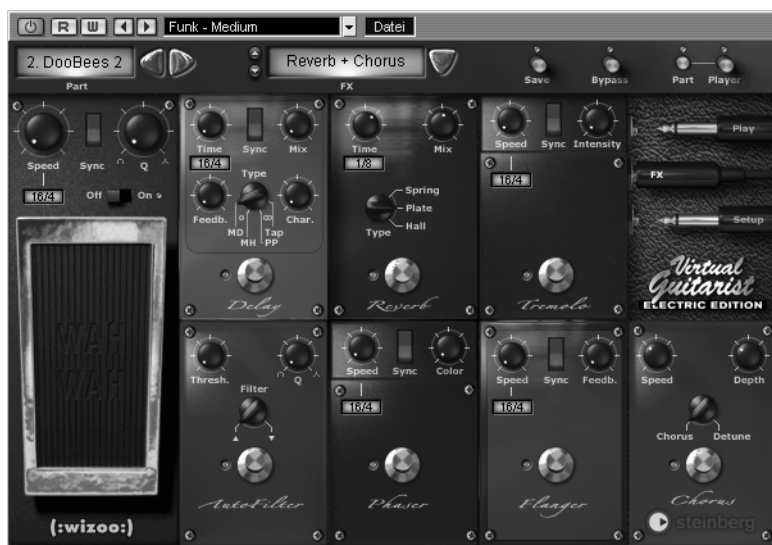 R W Funk - Medium Datei
2. DooBees 2 Reverb + Chorus
Part FX Save Bypass Part Player
Speed Sync Q
16/4 Off On
WAH
WAH
(:wizoo:)
Time Sync Mix
16/4
Type
Feedb. Char.
MD Tap
MH PP
Delay
Time Mix
1/8
Spring
Plate
Type Hall
Reverb
Speed Sync Intensity
16/4
Tremolo
Play
FX
Setup
Virtual
Guitarist
ELECTRIC EDITION
Thresh. Q
Filter
AutoFilter
Speed Sync Color
16/4
Phaser
Speed Sync Feedb.
16/4
Flanger
Speed Depth
Chorus Detune
Chorus
steinberg